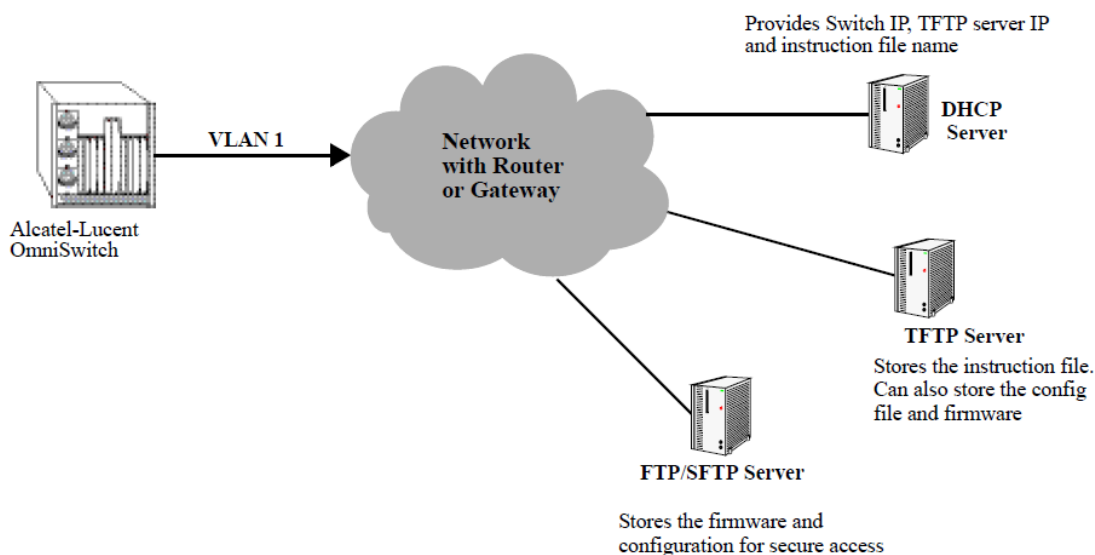 Provides Switch IP, TFTP server IP
and instruction file name
DHCP
Server
VLAN 1
Network
with Router
or Gateway
Alcatel-Lucent
OmniSwitch
TFTP Server
Stores the instruction file.
Can also store the config
file and firmware
FTP/SFTP Server
Stores the firmware and
configuration for secure access